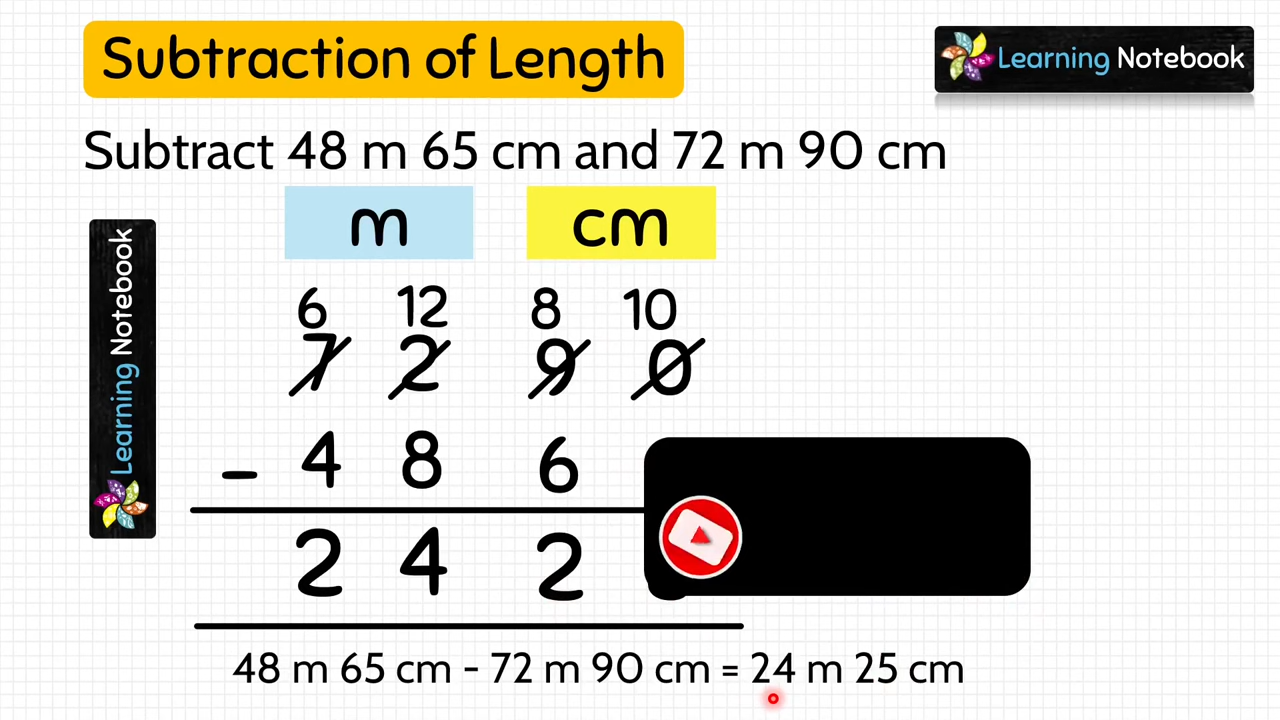 Subtraction of Length
Learning Notebook
Subtract 48 m 65 cm and 72 m 90 cm
m cm
Learning Notebook
6 12 8 10
7 2 9 0
- 4 8 6
2 4 2
48 m 65 cm - 72 m 90 cm = 24 m 25 cm